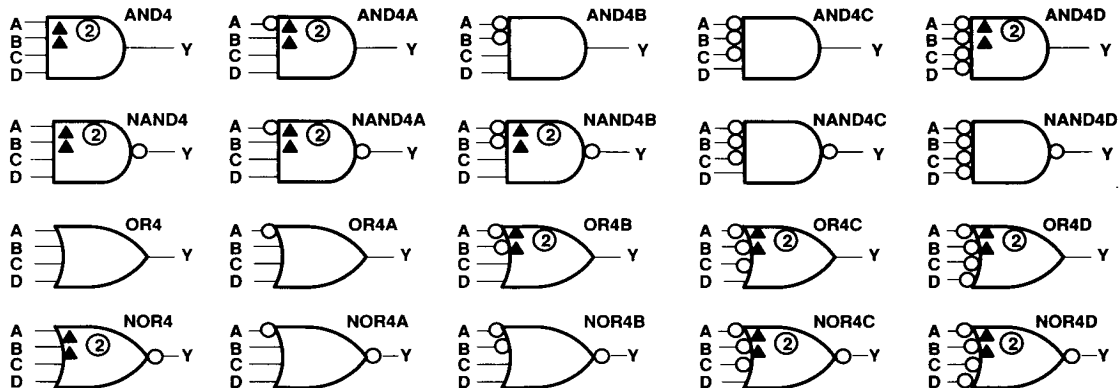 A B C D ② AND4 Y
A B C D ② AND4A Y
A B C D AND4B Y
A B C D AND4C Y
A B C D ② AND4D Y
A B C D ② NAND4 Y
A B C D ② NAND4A Y
A B C D ② NAND4B Y
A B C D NAND4C Y
A B C D NAND4D Y
A B C D OR4 Y
A B C D OR4A Y
A B C D ② OR4B Y
A B C D ② OR4C Y
A B C D ② OR4D Y
A B C D ② NOR4 Y
A B C D NOR4A Y
A B C D NOR4B Y
A B C D ② NOR4C Y
A B C D ② NOR4D Y